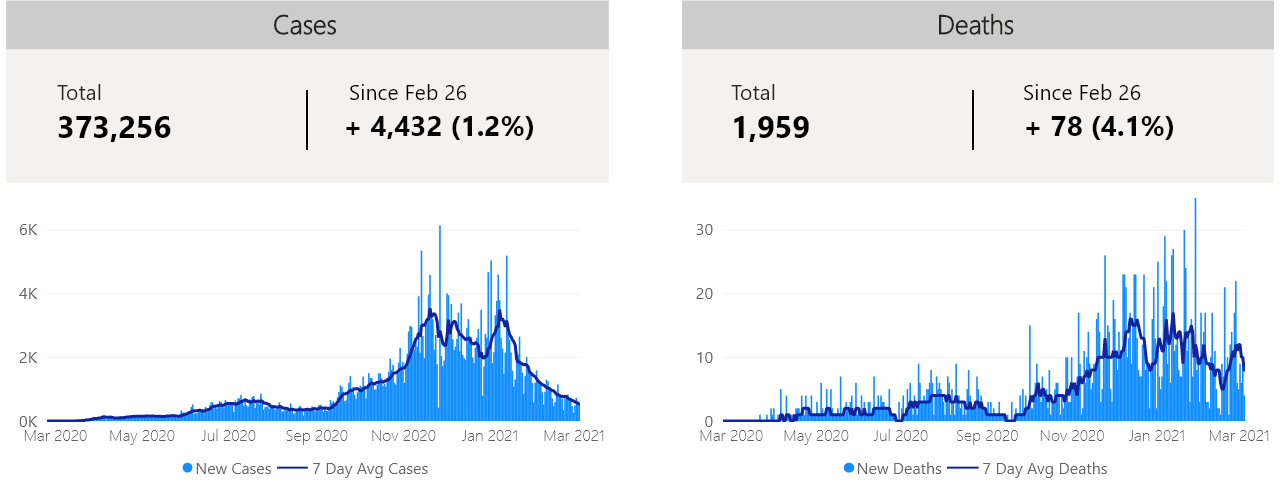 Cases
Total
Since Feb 26
373,256
+ 4,432 (1.2%)
6K
4K
2K
0K
Mar 2020 May 2020 Jul 2020 Sep 2020 Nov 2020 Jan 2021 Mar 2021
New Cases 7 Day Avg Cases
Deaths
Total
Since Feb 26
1,959
+ 78 (4.1%)
30
20
10
0
Mar 2020 May 2020 Jul 2020 Sep 2020 Nov 2020 Jan 2021 Mar 2021
New Deaths 7 Day Avg Deaths